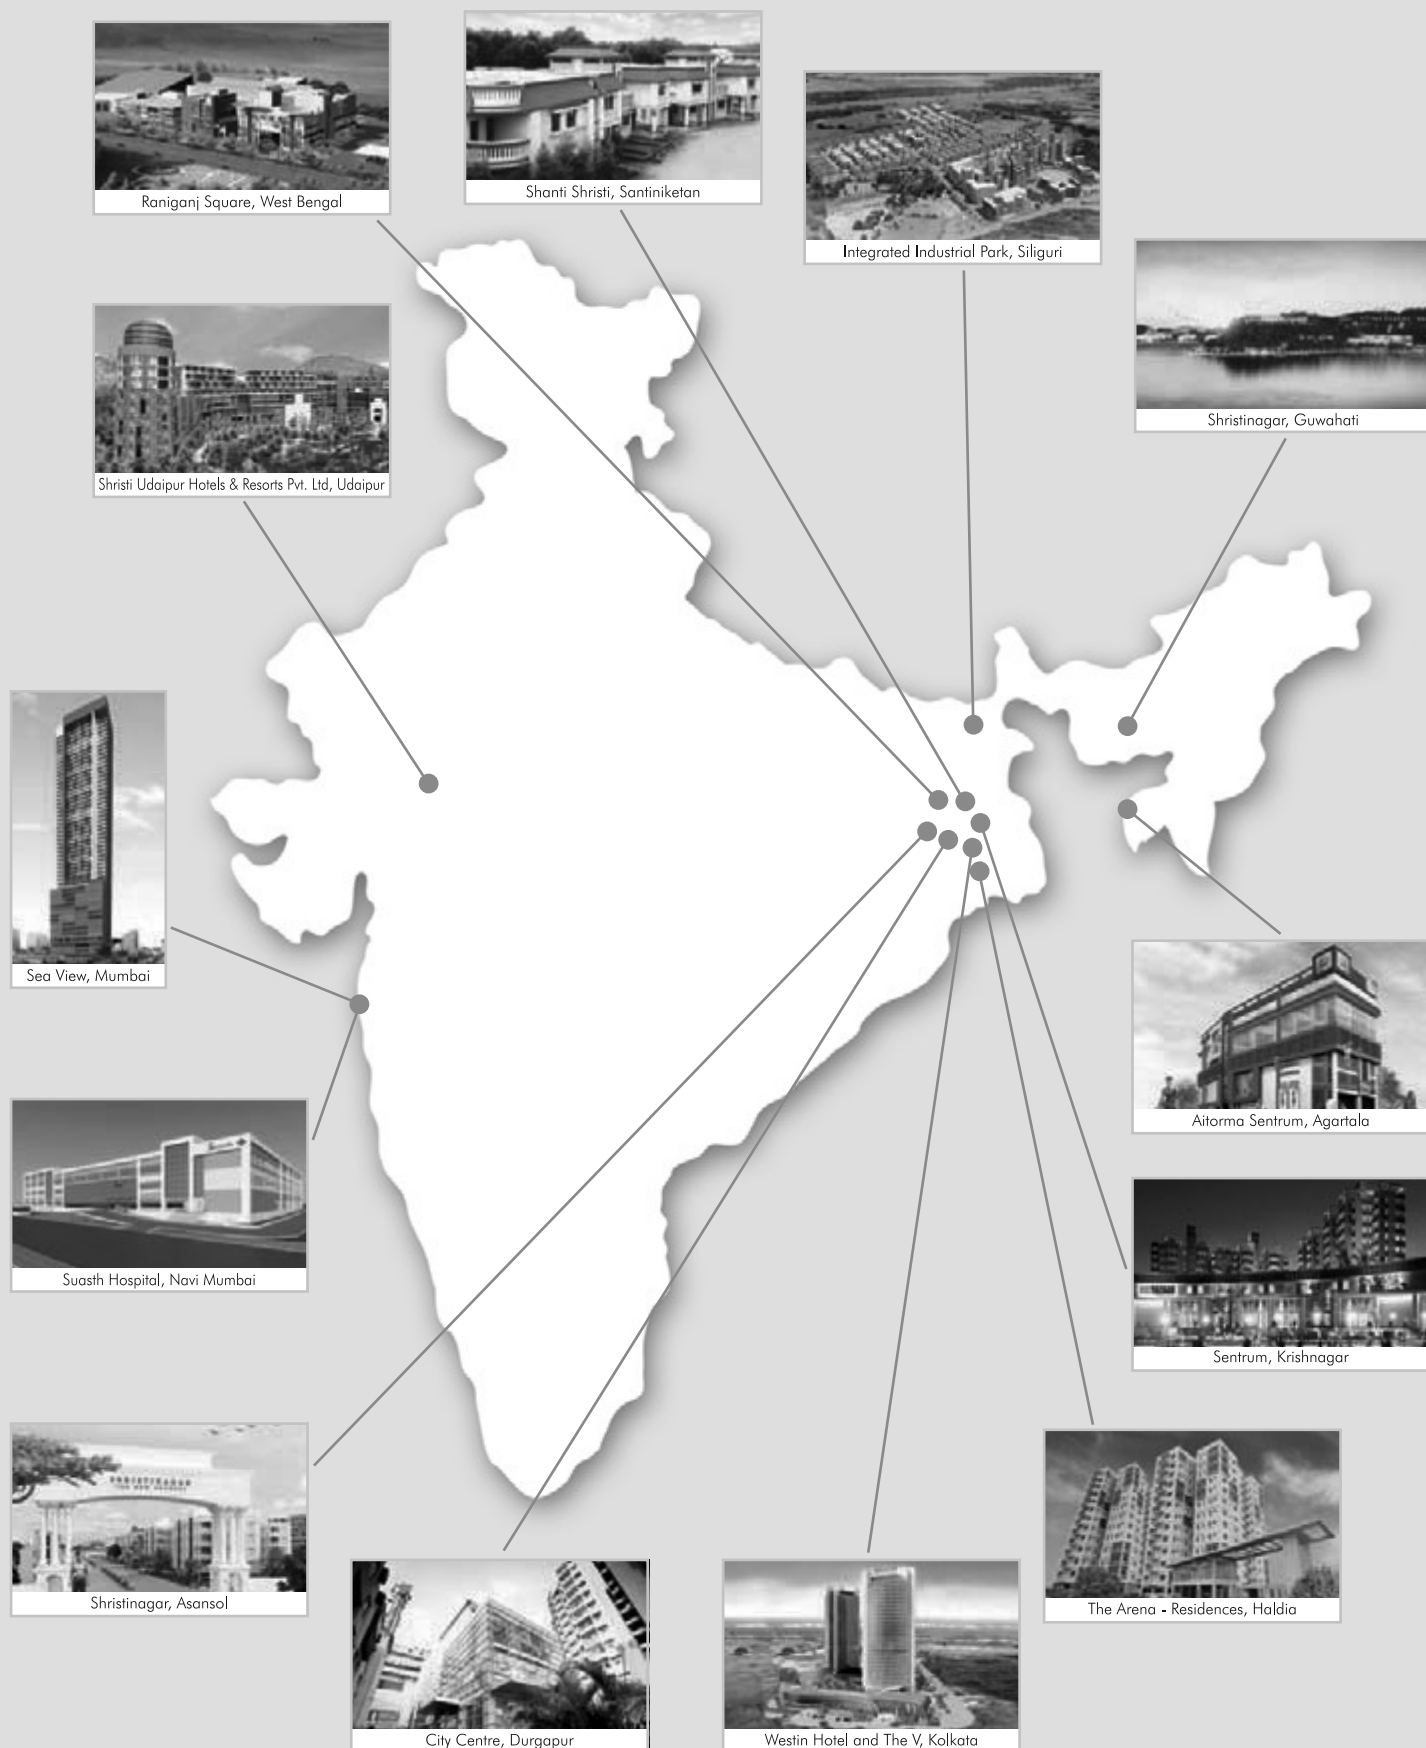 Raniganj Square, West Bengal
Shanti Shristi, Santiniketan
Integrated Industrial Park, Siliguri
Shristinagar, Guwahati
Shristi Udaipur Hotels & Resorts Pvt. Ltd, Udaipur
Sea View, Mumbai
Aitorma Sentrum, Agartala
Suasth Hospital, Navi Mumbai
Sentrum, Krishnagar
SHRISTINAGAR
Shristinagar, Asansol
The Arena - Residences, Haldia
City Centre, Durgapur
Westin Hotel and The V, Kolkata